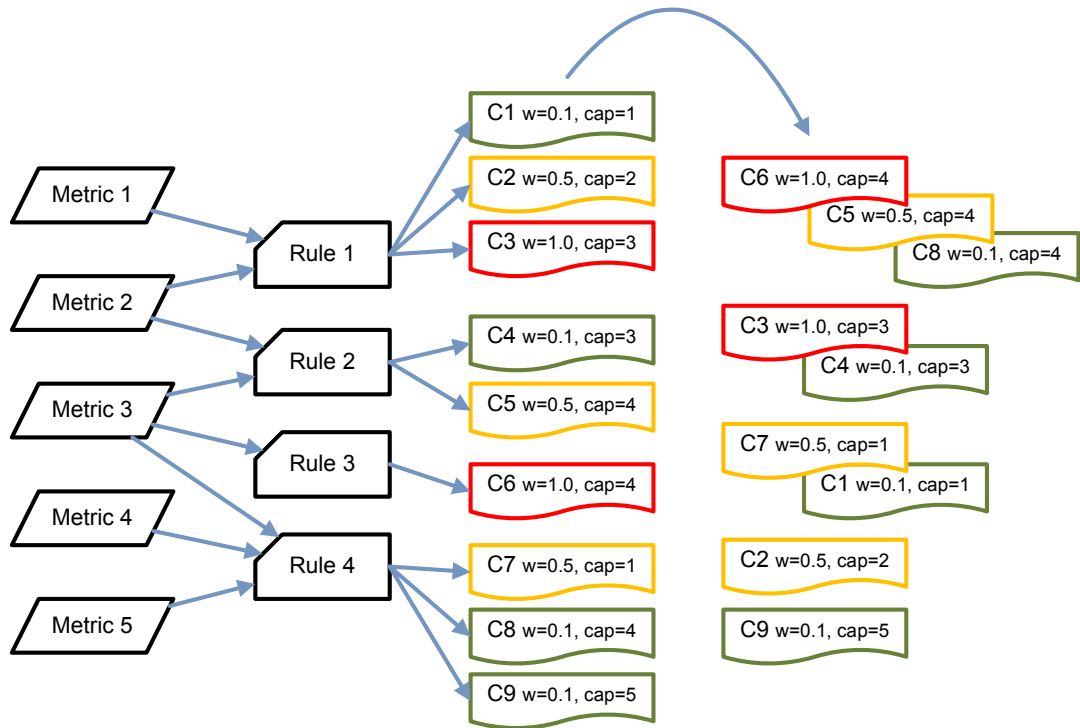 Metric 1
Metric 2
Metric 3
Metric 4
Metric 5
Rule 1
Rule 2
Rule 3
Rule 4
C1 w=0.1, cap=1
C2 w=0.5, cap=2
C3 w=1.0, cap=3
C4 w=0.1, cap=3
C5 w=0.5, cap=4
C6 w=1.0, cap=4
C7 w=0.5, cap=1
C8 w=0.1, cap=4
C9 w=0.1, cap=5
C6 w=1.0, cap=4
C5 w=0.5, cap=4
C8 w=0.1, cap=4
C3 w=1.0, cap=3
C4 w=0.1, cap=3
C7 w=0.5, cap=1
C1 w=0.1, cap=1
C2 w=0.5, cap=2
C9 w=0.1, cap=5